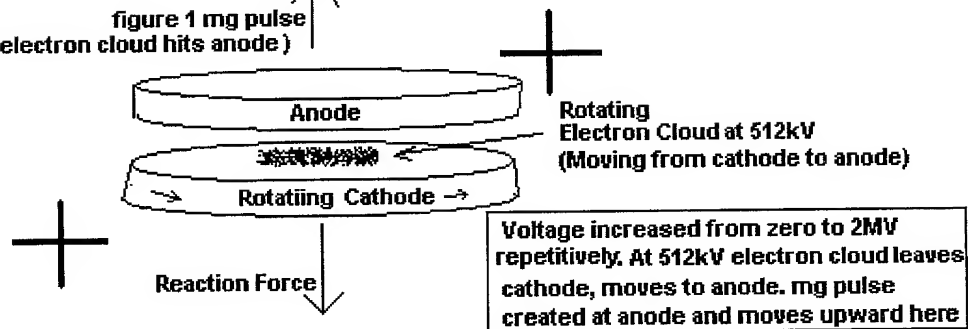 figure 1 mg pulse
electron cloud hits anode )
Anode
Rotating
Electron Cloud at 512kV
(Moving from cathode to anode)
Rotatiing Cathode
Reaction Force
Voltage increased from zero to 2MV
repetitively. At 512kV electron cloud leaves
cathode, moves to anode. mg pulse
created at anode and moves upward here